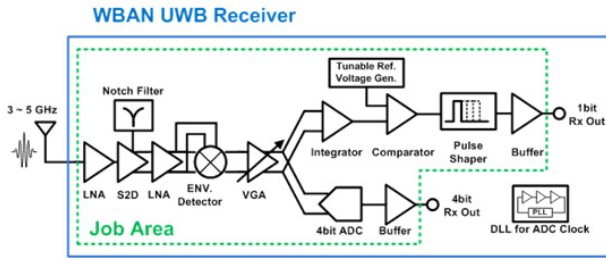 WBAN UWB Receiver
Notch Filter
Tunable Ref.
Voltage Gen.
3 ~ 5 GHz
1bit
Rx Out
Integrator
Comparator
Pulse
Shaper
Buffer
LNA
S2D
LNA
ENV.
Detector
VGA
4bit ADC
Buffer
4bit
Rx Out
PLL
DLL for ADC Clock
Job Area